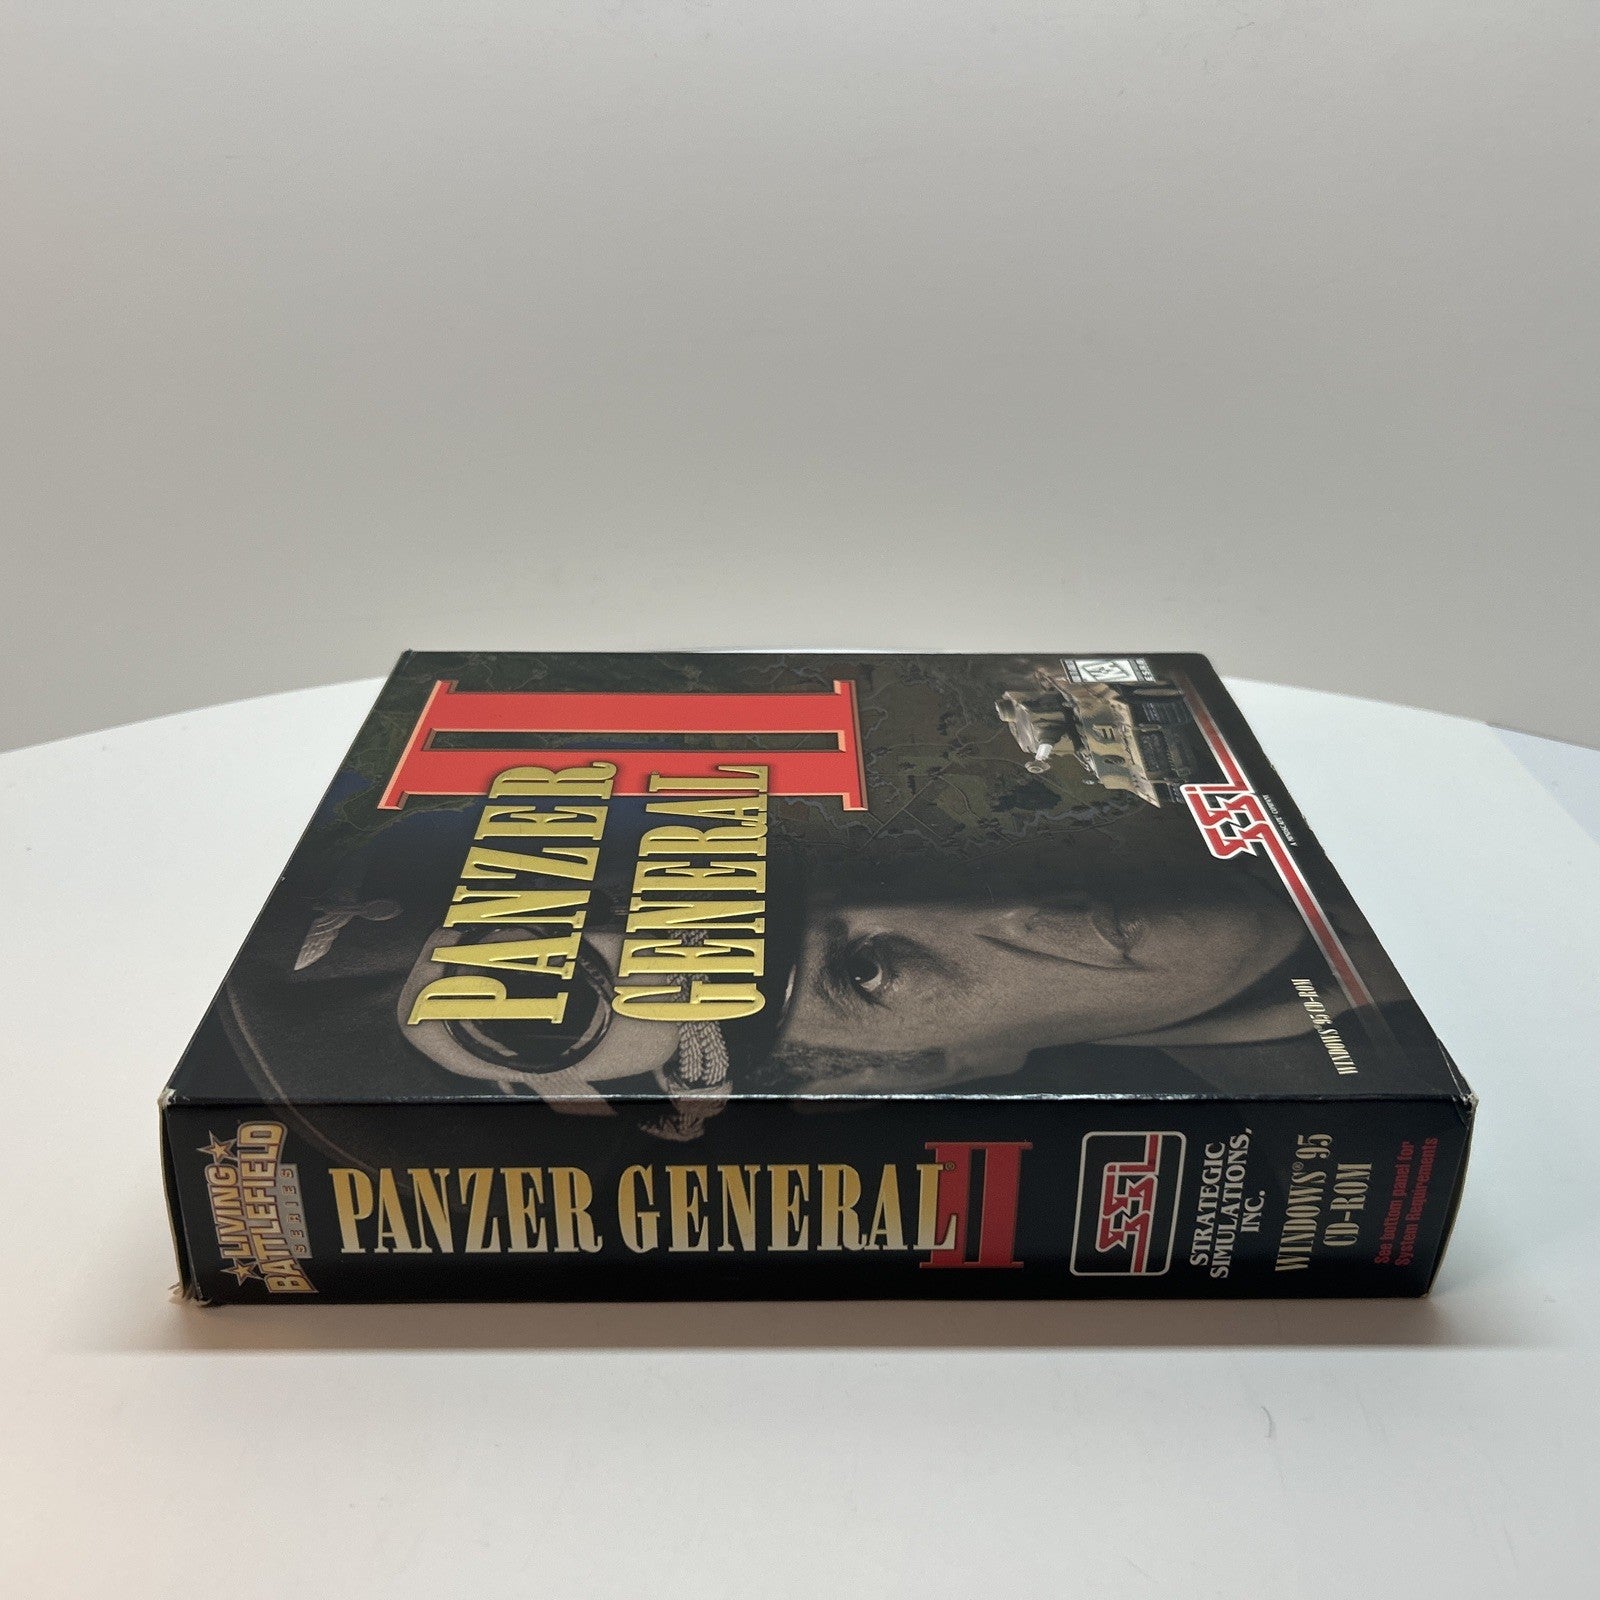 II
PANZER
GENERAL
SSI
WINDOWS® 95 CD-ROM
LIVING
BATTLEFIELD
SERIES
PANZER GENERAL® II
SSI
STRATEGIC
SIMULATIONS,
INC.
WINDOWS® 95
CD-ROM
See bottom panel for
System Requirements